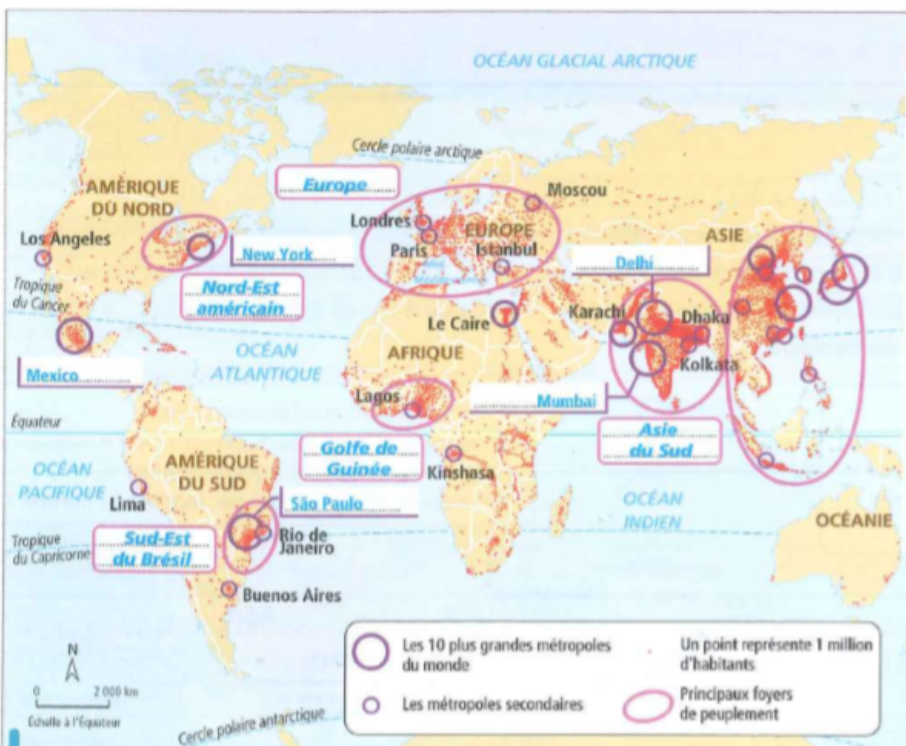 OCÉAN GLACIAL ARCTIQUE
Cercle polaire arctique
AMÉRIQUE
DU NORD
Europe
Moscou
Londres
EUROPE
Paris
Istanbul
ASIE
Los Angeles
New York
Delhi
Tropique
du Cancer
Nord-Est
américain
Le Caire
Karachi
Dhaka
Kolkata
OCÉAN
ATLANTIQUE
AFRIQUE
Mexico
Lagos
Mumbai
Équateur
Golfe de
Guinée
Asie
du Sud
Kinshasa
OCÉAN
PACIFIQUE
AMÉRIQUE
DU SUD
Lima
São Paulo
OCÉAN
INDIEN
OCÉANIE
Tropique
du Capricorne
Sud-Est
du Brésil
Rio de
Janeiro
Buenos Aires
N
0 2 000 km
Échelle à l'Équateur
Cercle polaire antarctique
Les 10 plus grandes métropoles
du monde
Les métropoles secondaires
Un point représente 1 million
d'habitants
Principaux foyers
de peuplement